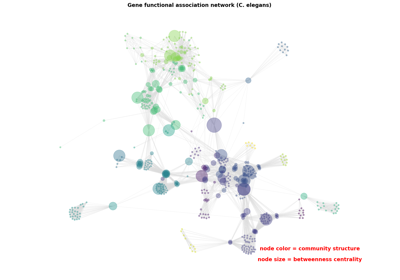 Gene functional association network (C. elegans)
node color = community structure
node size = betweenness centrality